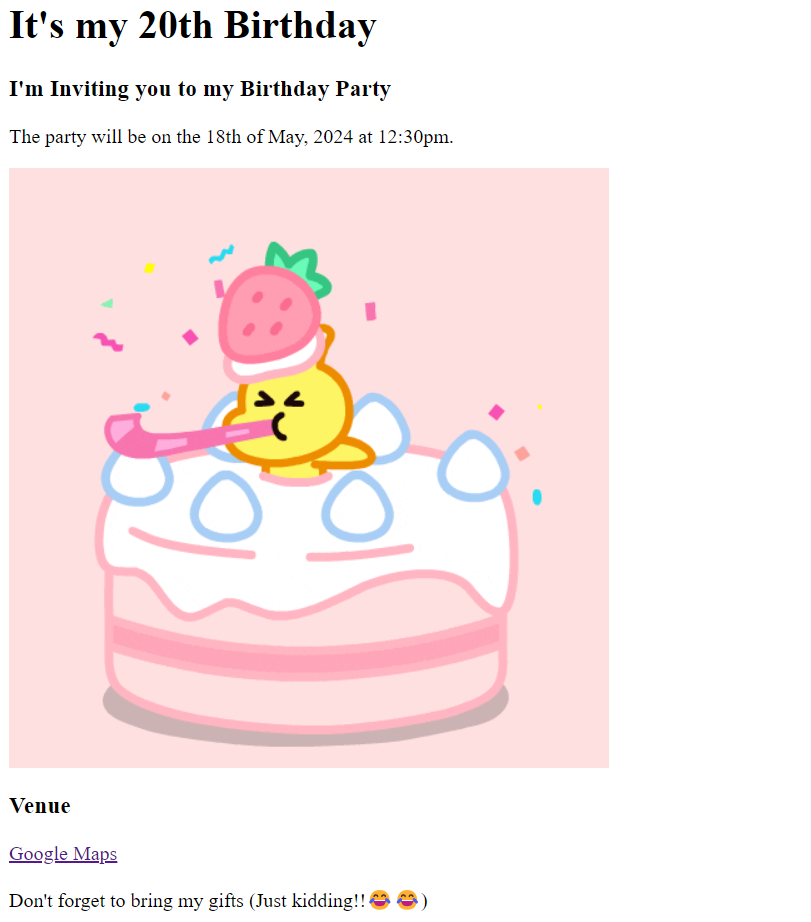 It's my 20th Birthday
I'm Inviting you to my Birthday Party
The party will be on the 18th of May, 2024 at 12:30pm.
Venue
Google Maps
Don't forget to bring my gifts (Just kidding!!😂😂)